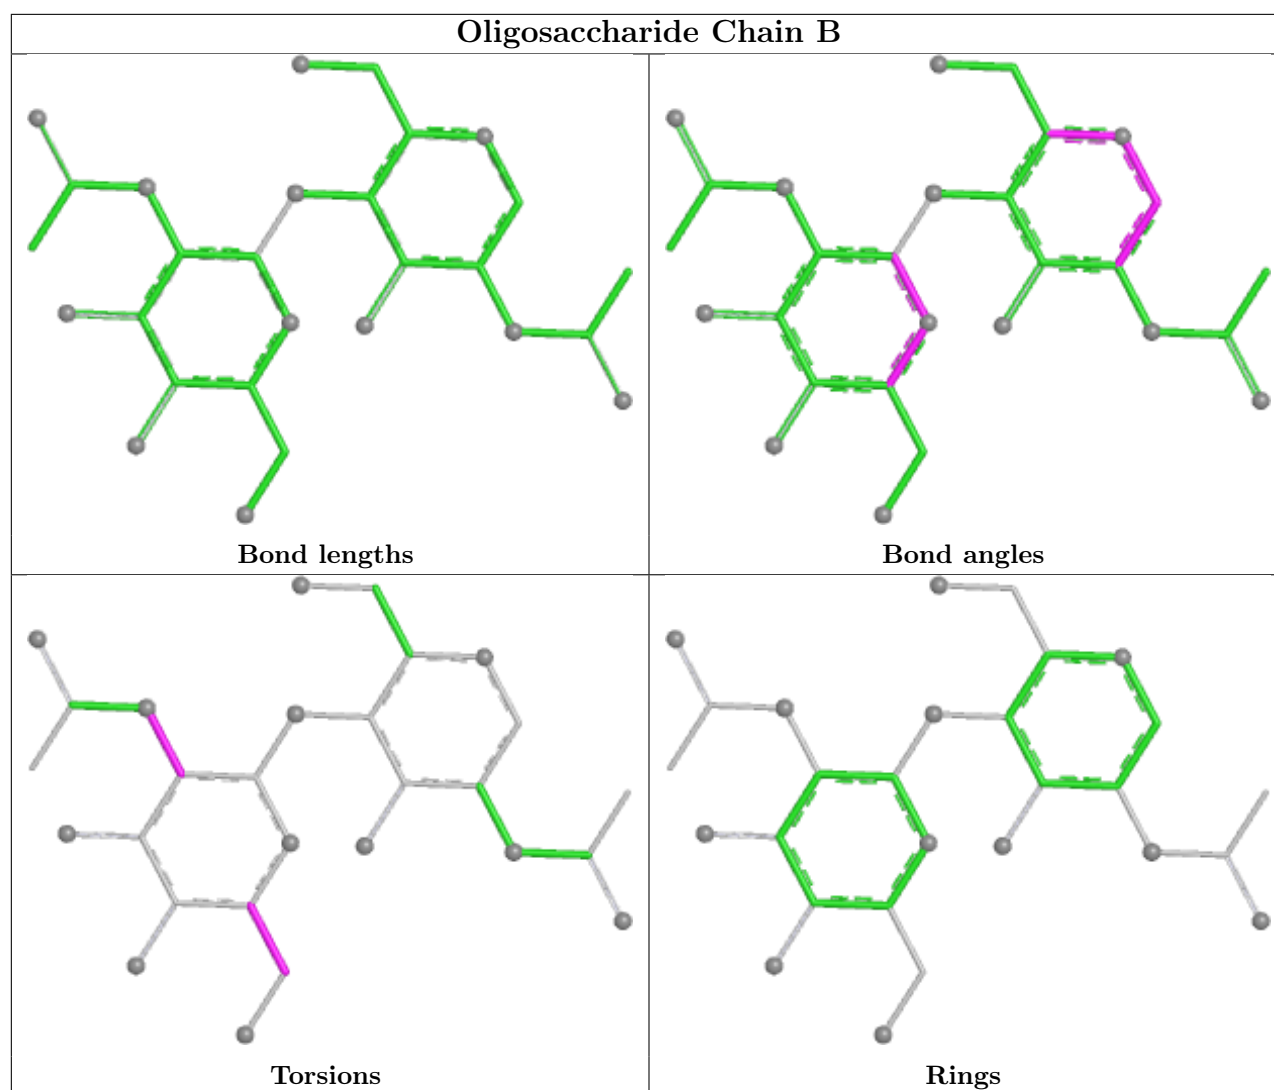 Oligosaccharide Chain B
Bond lengths
Bond angles
Torsions
Rings